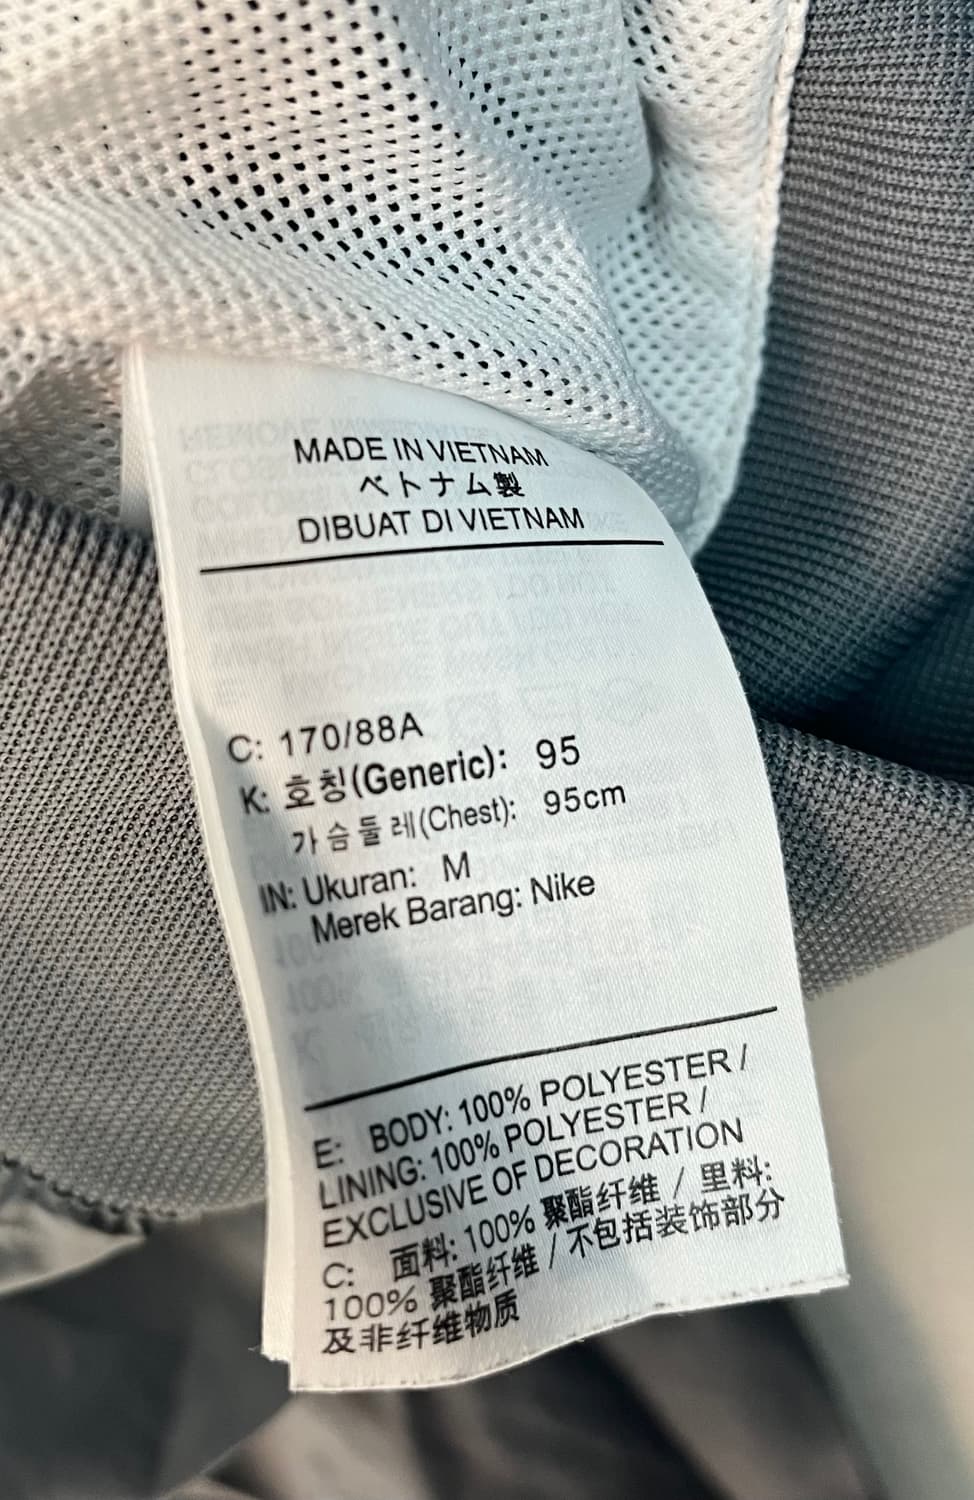 MADE IN VIETNAM
ベトナム製
DIBUAT DI VIETNAM
C: 170/88A
K: 호칭(Generic): 95
가슴둘레(Chest): 95cm
IN: Ukuran: M
Merek Barang: Nike
E: BODY: 100% POLYESTER /
LINING: 100% POLYESTER /
EXCLUSIVE OF DECORATION
C: 面料: 100% 聚酯纤维 / 里料:
100% 聚酯纤维 / 不包括装饰部分
及非纤维物质